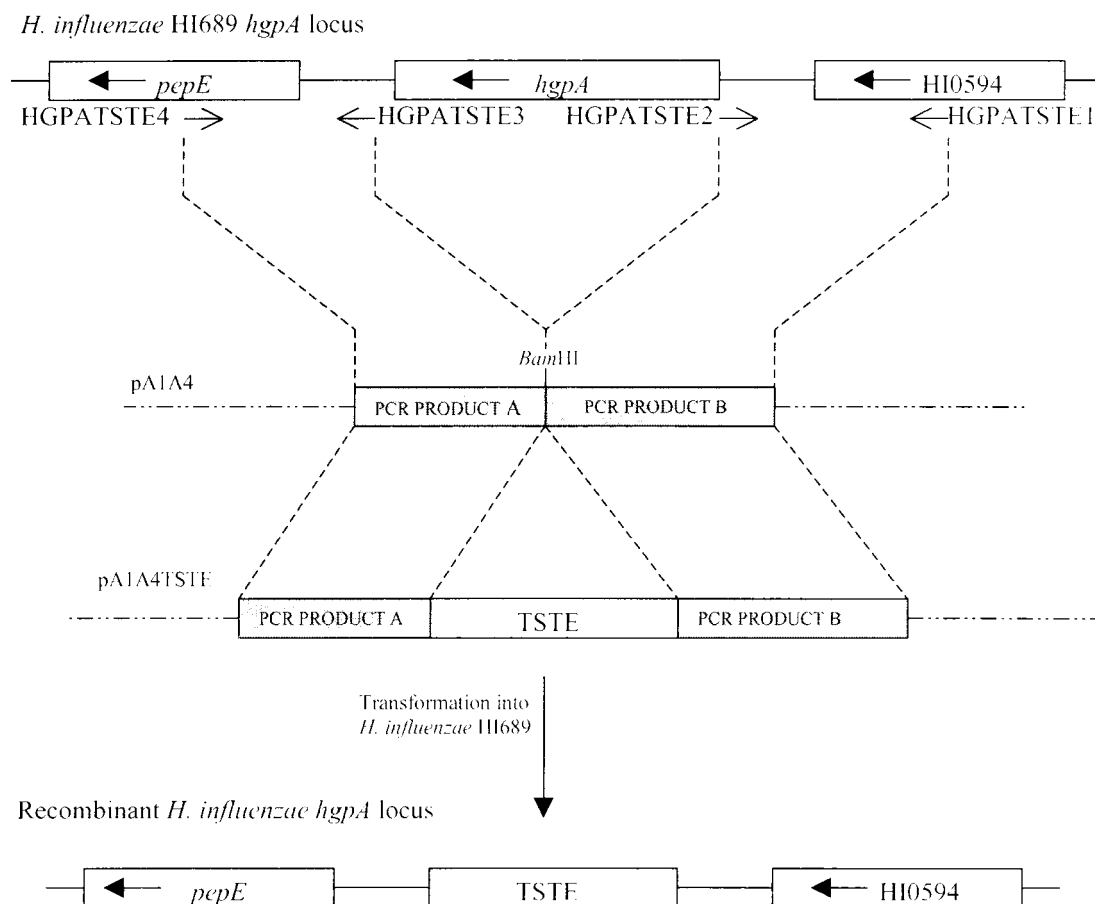 H. influenzae HI689 hgpA locus
pepE hgpA HI0594
HGPATSTE4 HGPATSTE3 HGPATSTE2 HGPATSTE1
BamHI
pA1A4
PCR PRODUCT A PCR PRODUCT B
pA1A4TSTE
PCR PRODUCT A TSTE PCR PRODUCT B
Transformation into
H. influenzae HI689
Recombinant H. influenzae hgpA locus
pepE TSTE HI0594